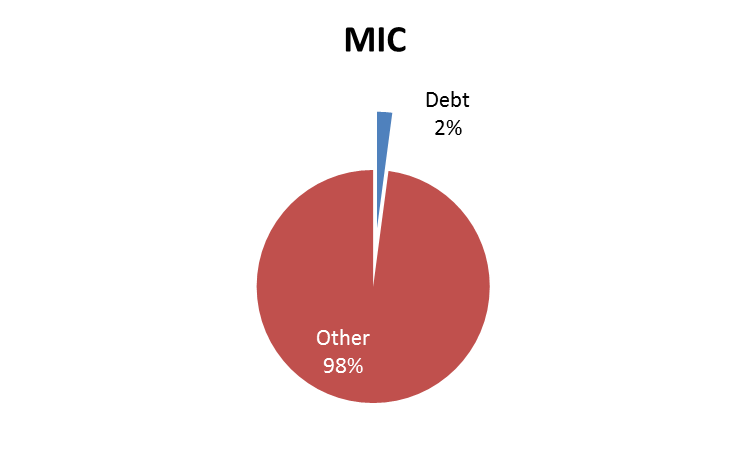 MIC
Debt
2%
Other
98%